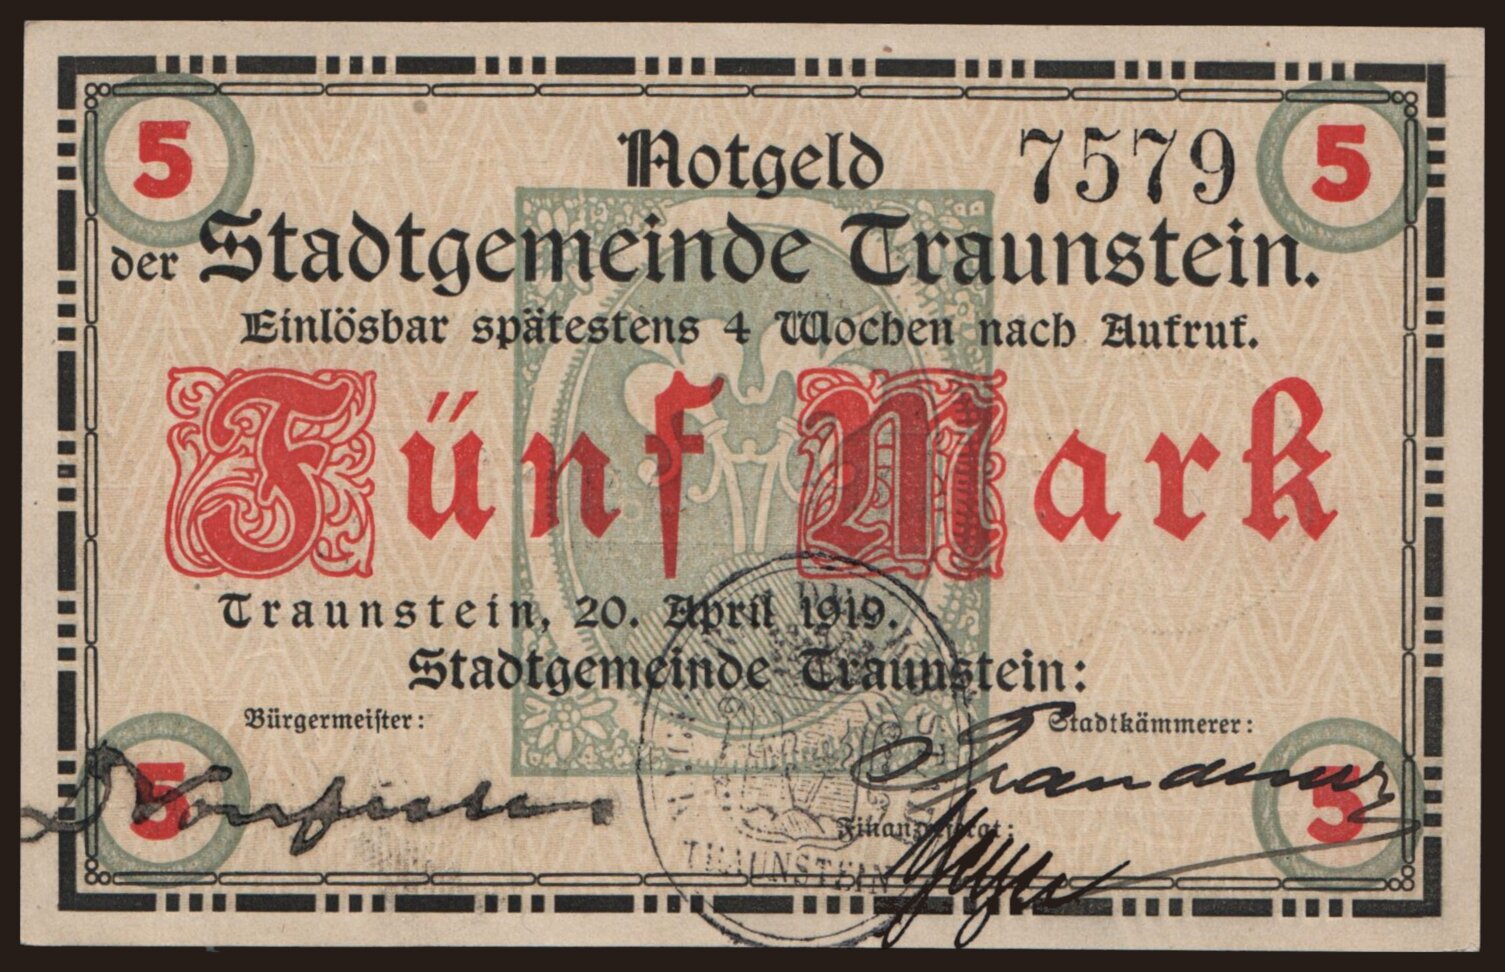 5 Notgeld 7579 5
der Stadtgemeinde Traunstein.
Einlösbar spätestens 4 Wochen nach Aufruf.
Fünf Mark
Traunstein, 20. April 1919.
Stadtgemeinde Traunstein:
Bürgermeister: Stadtkämmerer:
5 5
Finanzreferat:
TRAUNSTEIN